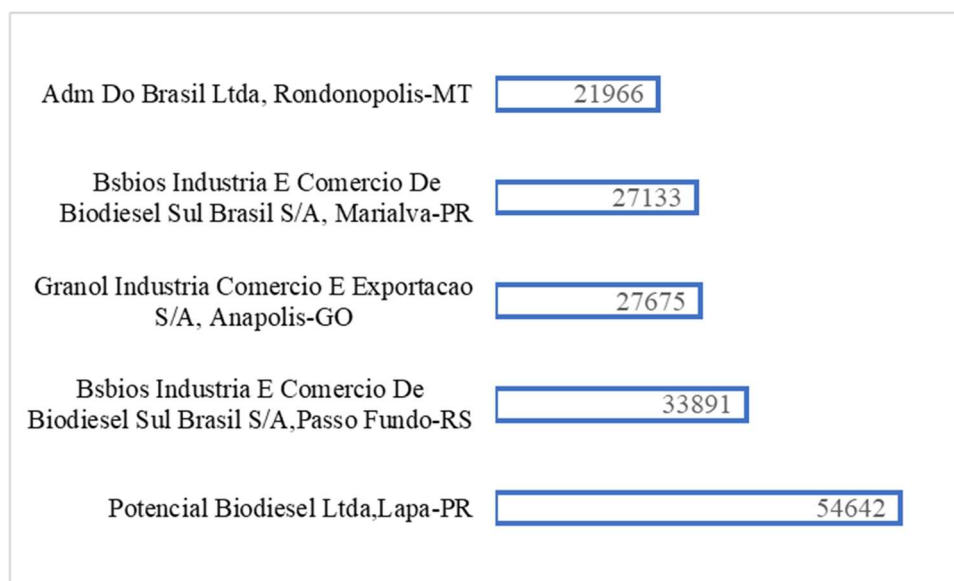 Adm Do Brasil Ltda, Rondonopolis-MT
21966
Bsbios Industria E Comercio De
Biodiesel Sul Brasil S/A, Marialva-PR
27133
Granol Industria Comercio E Exportacao
S/A, Anapolis-GO
27675
Bsbios Industria E Comercio De
Biodiesel Sul Brasil S/A,Passo Fundo-RS
33891
Potencial Biodiesel Ltda,Lapa-PR
54642